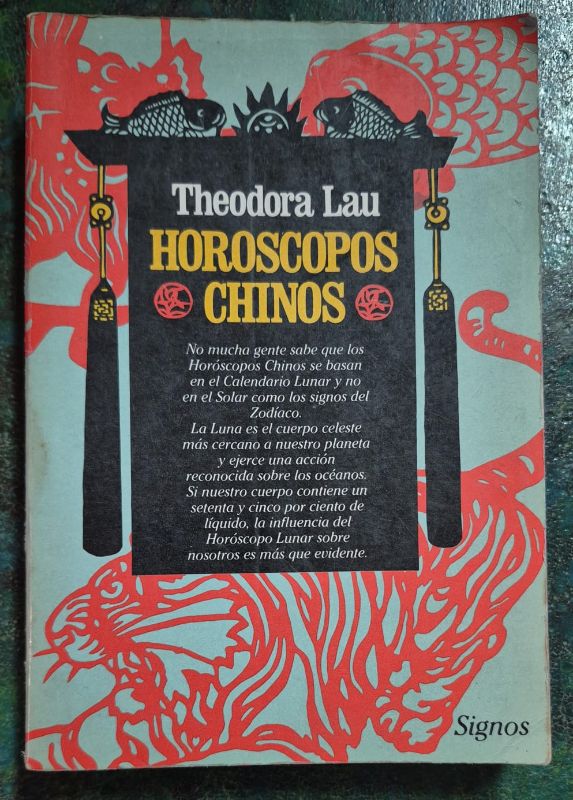 Theodora Lau
HOROSCOPOS
CHINOS
No mucha gente sabe que los
Horóscopos Chinos se basan
en el Calendario Lunar y no
en el Solar como los signos del
Zodíaco.
La Luna es el cuerpo celeste
más cercano a nuestro planeta
y ejerce una acción
reconocida sobre los océanos.
Si nuestro cuerpo contiene un
setenta y cinco por ciento de
líquido, la influencia del
Horóscopo Lunar sobre
nosotros es más que evidente.
Signos